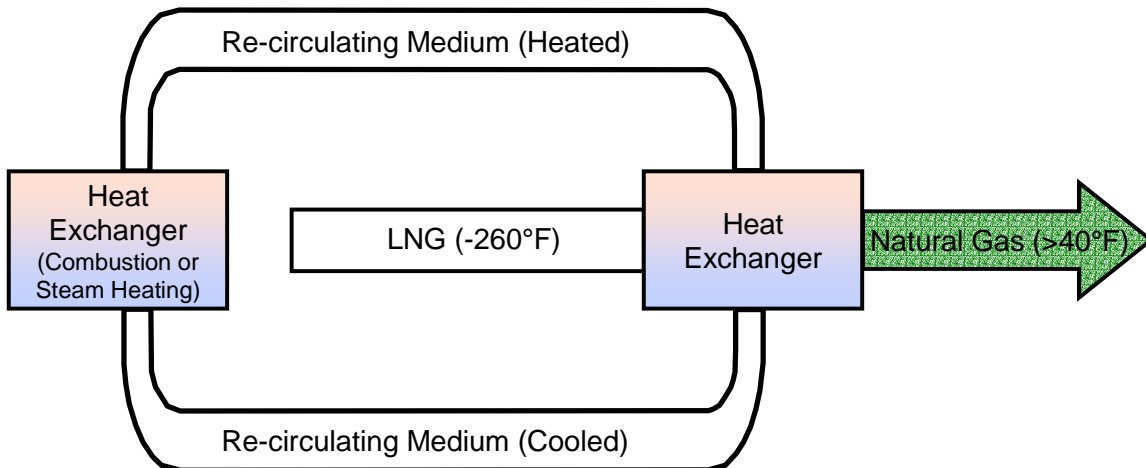 Re-circulating Medium (Heated)
Heat
Exchanger
(Combustion or
Steam Heating)
LNG (-260°F)
Heat
Exchanger
Natural Gas (>40°F)
Re-circulating Medium (Cooled)